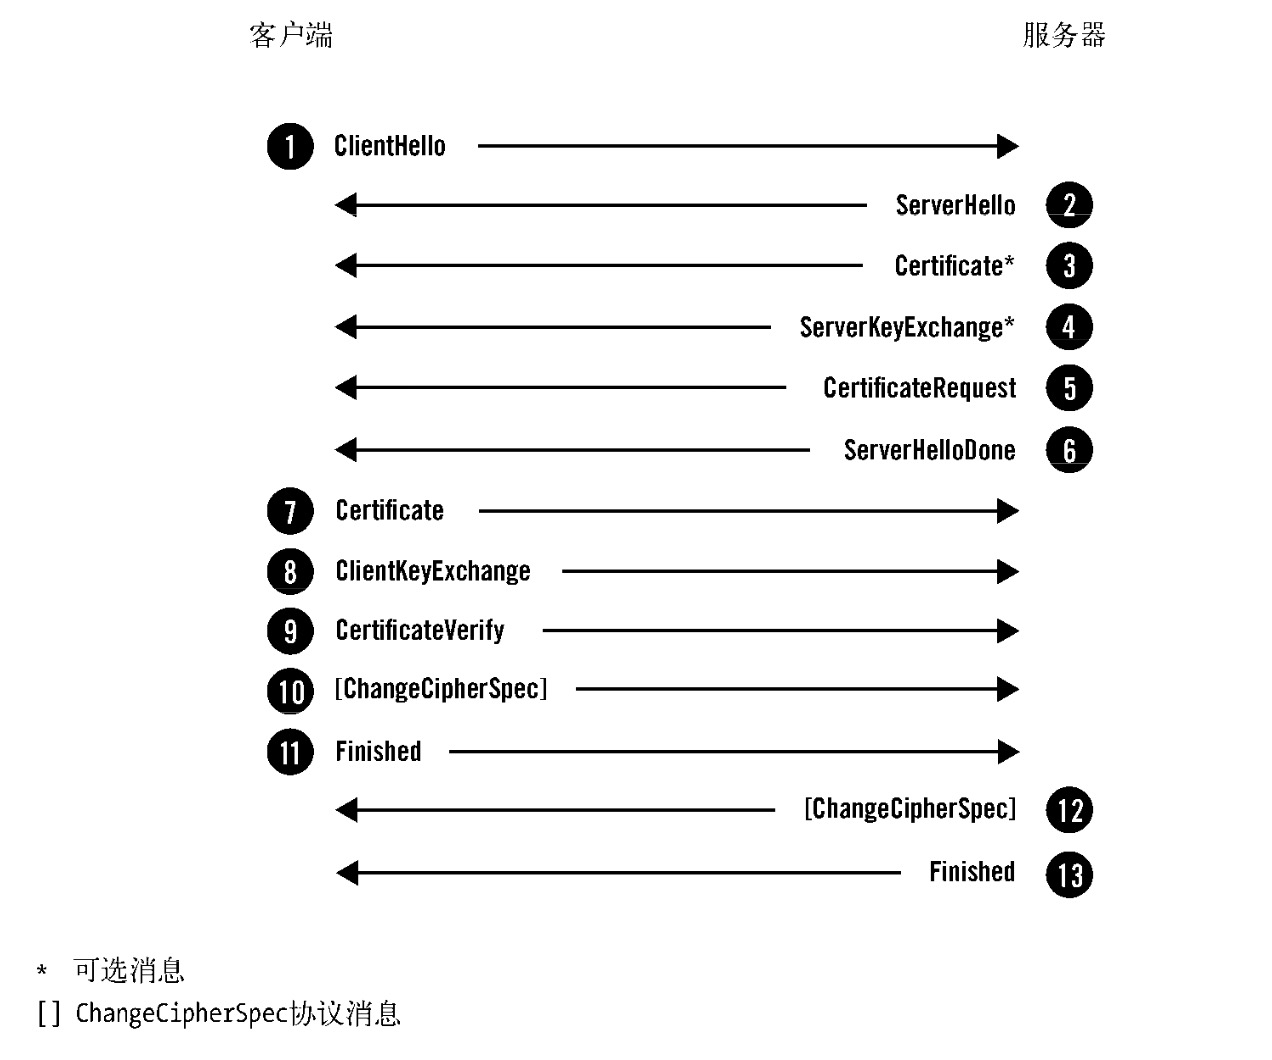 客户端 服务器
1 ClientHello
ServerHello 2
Certificate* 3
ServerKeyExchange* 4
CertificateRequest 5
ServerHelloDone 6
7 Certificate
8 ClientKeyExchange
9 CertificateVerify
10 [ChangeCipherSpec]
11 Finished
[ChangeCipherSpec] 12
Finished 13
* 可选消息
[] ChangeCipherSpec协议消息